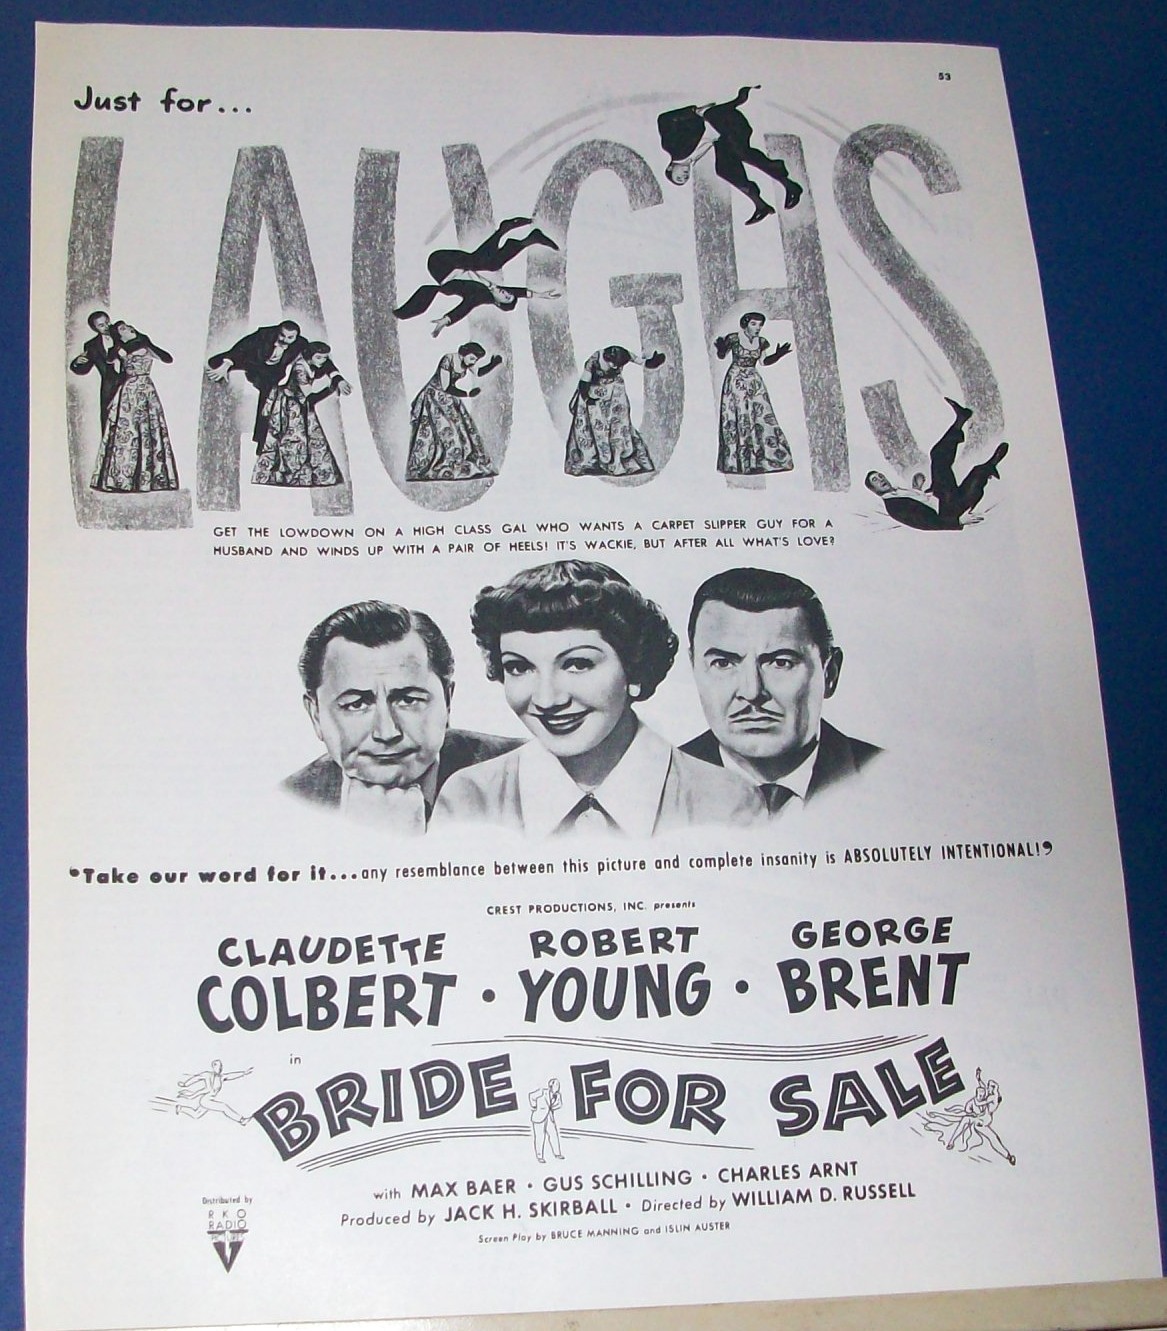 53
Just for...
LAUGHS
GET THE LOWDOWN ON A HIGH CLASS GAL WHO WANTS A CARPET SLIPPER GUY FOR A
HUSBAND AND WINDS UP WITH A PAIR OF HEELS! IT'S WACKIE, BUT AFTER ALL WHAT'S LOVE?
"Take our word for it...any resemblance between this picture and complete insanity is ABSOLUTELY INTENTIONAL!"
CREST PRODUCTIONS, INC. presents
CLAUDETTE COLBERT • ROBERT YOUNG • GEORGE BRENT
in
BRIDE FOR SALE
with MAX BAER • GUS SCHILLING • CHARLES ARNT
Produced by JACK H. SKIRBALL • Directed by WILLIAM D. RUSSELL
Screen Play by BRUCE MANNING and ISLIN AUSTER
Distributed by
R K O
RADIO
PICTURES